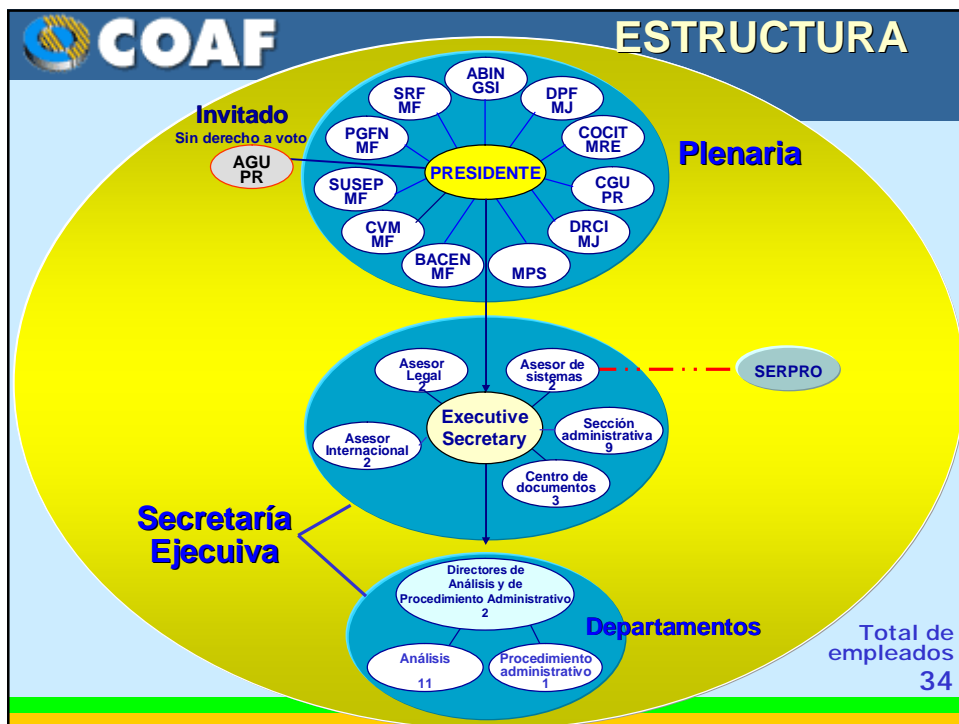 COAF
ESTRUCTURA
ABIN
GSI
SRF
MF
DPF
MJ
Invitado
Sin derecho a voto
PGFN
MF
COCIT
MRE
Plenaria
AGU
PR
PRESIDENTE
SUSEP
MF
CGU
PR
CVM
MF
DRCI
MJ
BACEN
MF
MPS
Asesor
Legal
2
Asesor de
sistemas
2
SERPRO
Executive
Secretary
Sección
administrativa
9
Asesor
Internacional
2
Centro de
documentos
3
Secretaría
Ejecuiva
Directores de
Análisis y de
Procedimiento Administrativo
2
Departamentos
Análisis
11
Procedimiento
administrativo
1
Total de
empleados
34